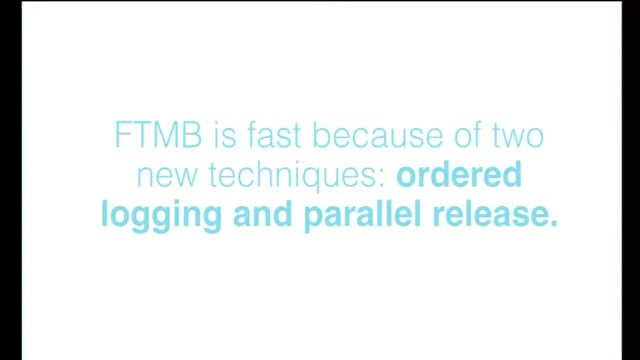 FTMB is fast because of two
new techniques: ordered
logging and parallel release.